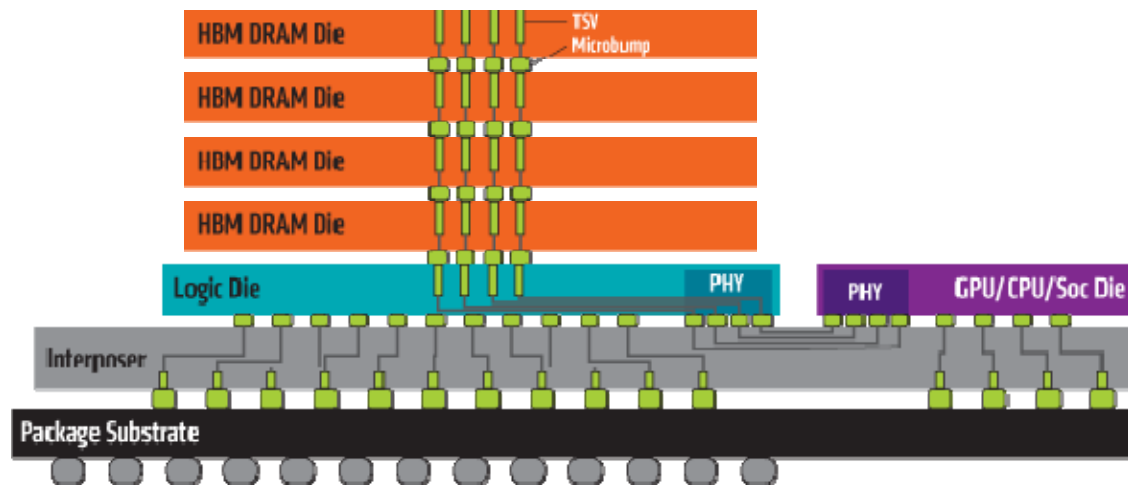 HBM DRAM Die
TSV
Microbump
HBM DRAM Die
HBM DRAM Die
HBM DRAM Die
Logic Die
PHY
PHY
GPU/CPU/Soc Die
Interposer
Package Substrate